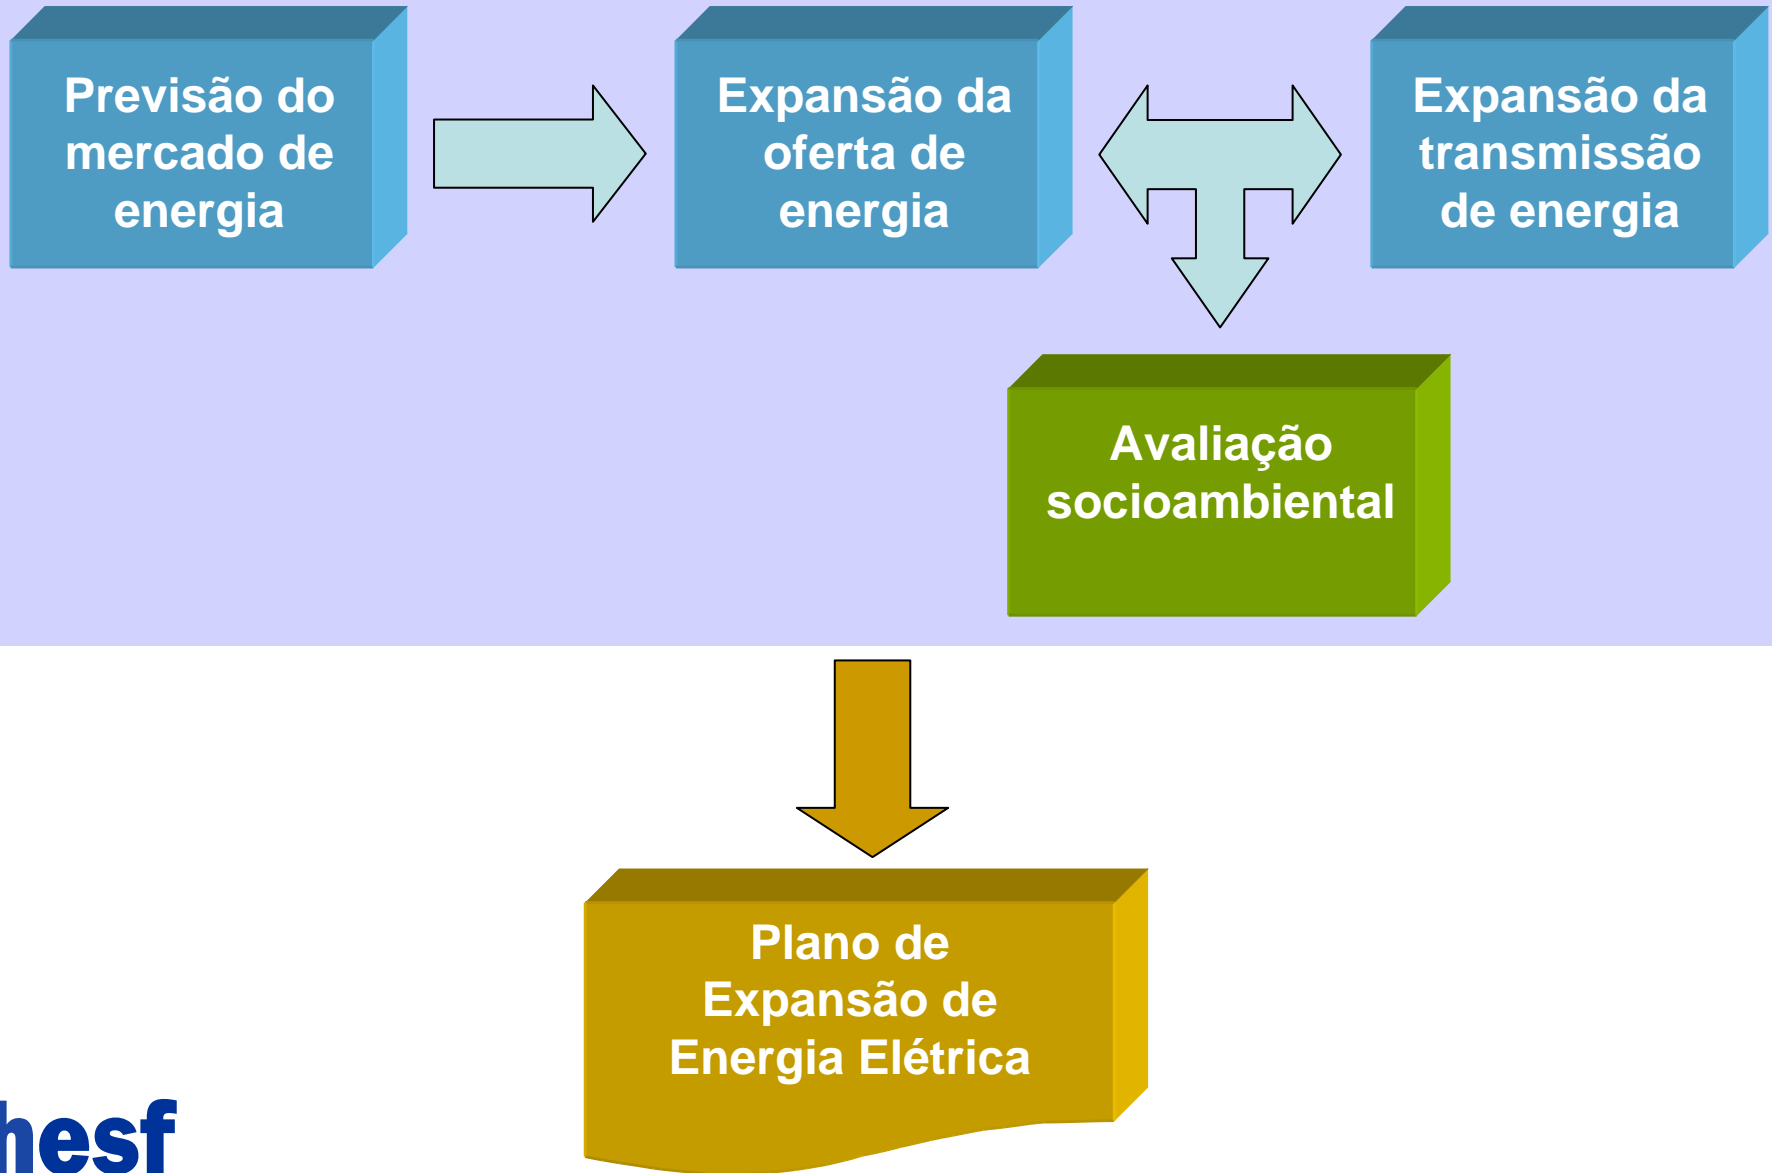 Previsão do
mercado de
energia
Expansão da
oferta de
energia
Expansão da
transmissão
de energia
Avaliação
socioambiental
Plano de
Expansão de
Energia Elétrica
hesf